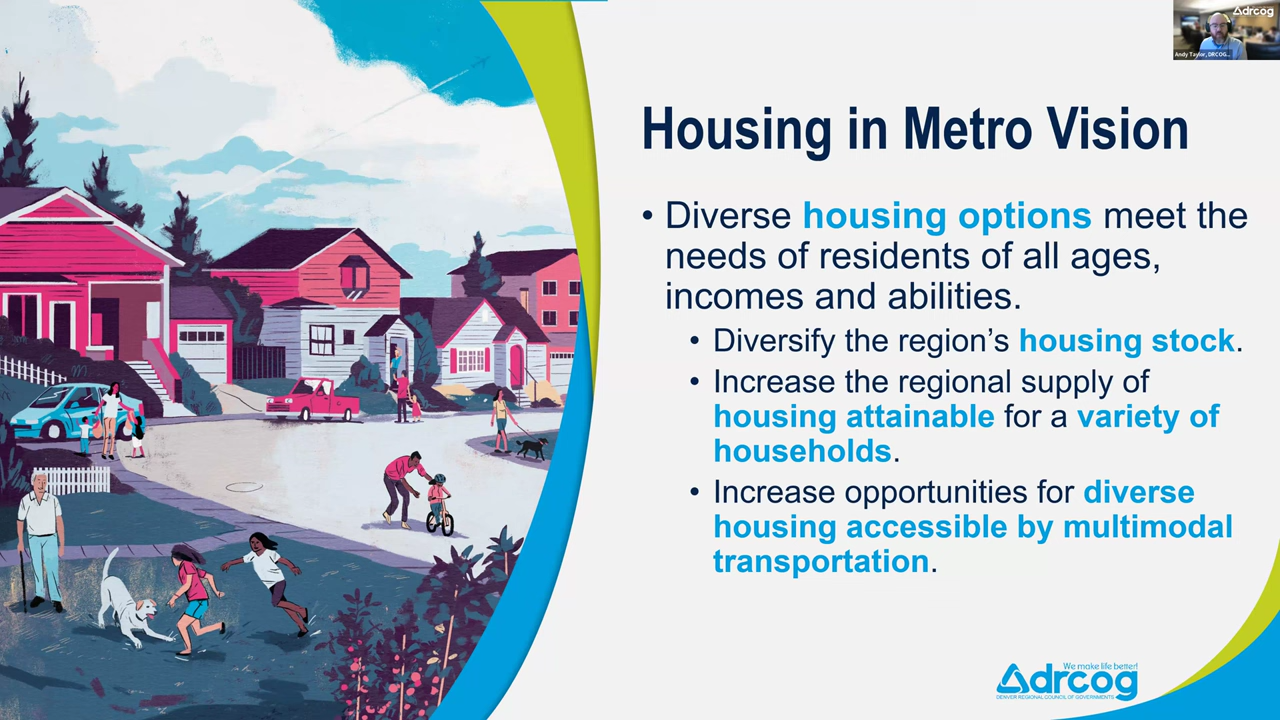 drcog
Andy Taylor, DRCOG...
Housing in Metro Vision
• Diverse housing options meet the
needs of residents of all ages,
incomes and abilities.
• Diversify the region's housing stock.
• Increase the regional supply of
housing attainable for a variety of
households.
• Increase opportunities for diverse
housing accessible by multimodal
transportation.
We make life better!
drcog
DENVER REGIONAL COUNCIL OF GOVERNMENTS